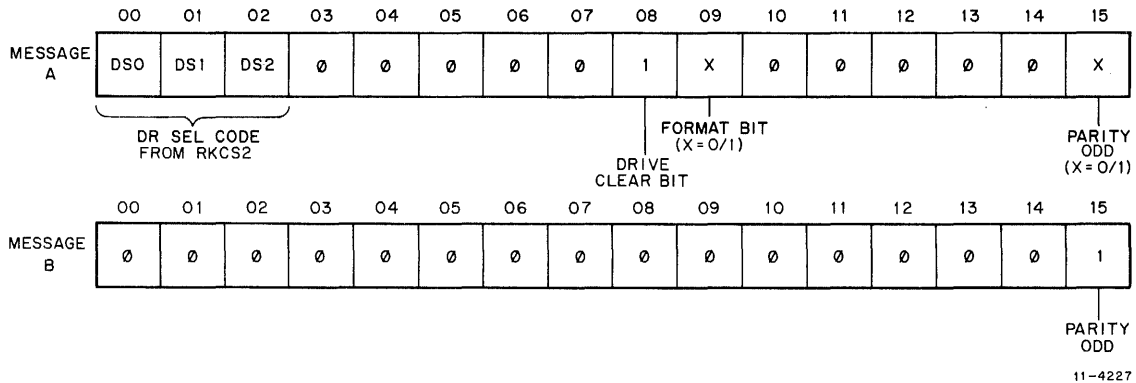 00 01 02 03 04 05 06 07 08 09 10 11 12 13 14 15
MESSAGE
A
DS0 DS1 DS2 Ø Ø Ø Ø Ø 1 X Ø Ø Ø Ø Ø X
DR SEL CODE
FROM RKCS2
DRIVE
CLEAR BIT
FORMAT BIT
(X=0/1)
PARITY
ODD
(X=0/1)
00 01 02 03 04 05 06 07 08 09 10 11 12 13 14 15
MESSAGE
B
Ø Ø Ø Ø Ø Ø Ø Ø Ø Ø Ø Ø Ø Ø Ø 1
PARITY
ODD
11-4227